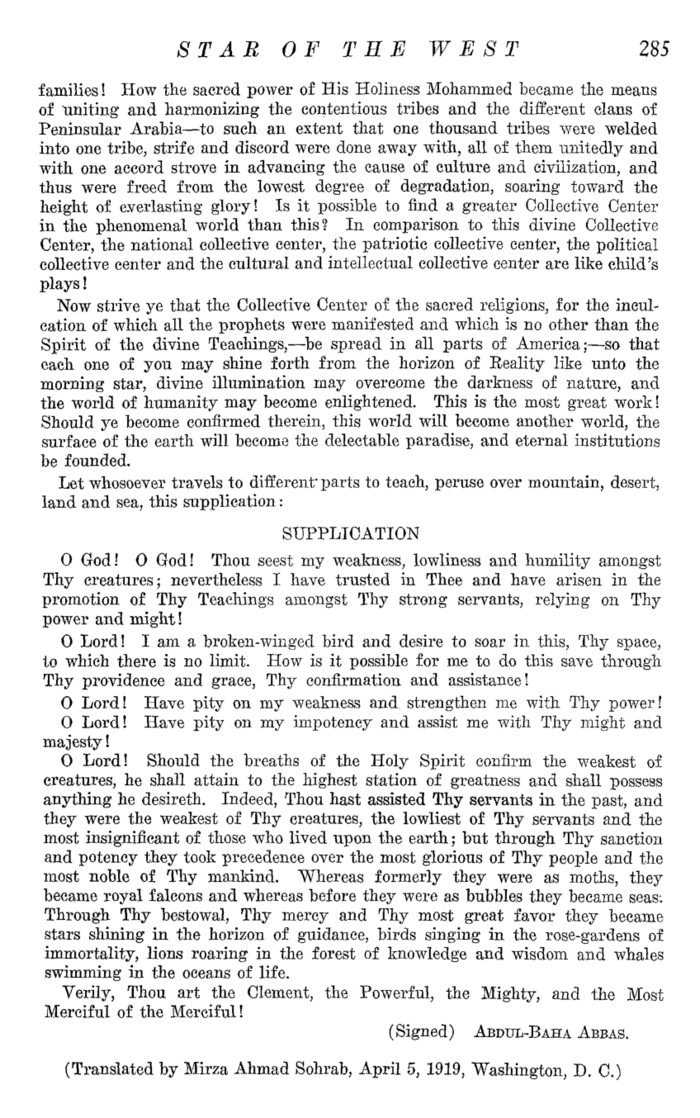 STAR OF THE WEST 285
families! How the sacred power of His Holiness Mohammed became the means
of uniting and harmonizing the contentious tribes and the different clans of
Peninsular Arabia—to such an extent that one thousand tribes were welded
into one tribe, strife and discord were done away with, all of them unitedly and
with one accord strove in advancing the cause of culture and civilization, and
thus were freed from the lowest degree of degradation, soaring toward the
height of everlasting glory! Is it possible to find a greater Collective Center
in the phenomenal world than this? In comparison to this divine Collective
Center, the national collective center, the patriotic collective center, the political
collective center and the cultural and intellectual collective center are like child's
plays!
Now strive ye that the Collective Center of the sacred religions, for the incul-
cation of which all the prophets were manifested and which is no other than the
Spirit of the divine Teachings,—be spread in all parts of America;—so that
each one of you may shine forth from the horizon of Reality like unto the
morning star, divine illumination may overcome the darkness of nature, and
the world of humanity may become enlightened. This is the most great work!
Should ye become confirmed therein, this world will become another world, the
surface of the earth will become the delectable paradise, and eternal institutions
be founded.
Let whosoever travels to different parts to teach, peruse over mountain, desert,
land and sea, this supplication:
SUPPLICATION
O God! O God! Thou seest my weakness, lowliness and humility amongst
Thy creatures; nevertheless I have trusted in Thee and have arisen in the
promotion of Thy Teachings amongst Thy strong servants, relying on Thy
power and might!
O Lord! I am a broken-winged bird and desire to soar in this, Thy space,
to which there is no limit. How is it possible for me to do this save through
Thy providence and grace, Thy confirmation and assistance!
O Lord! Have pity on my weakness and strengthen me with Thy power!
O Lord! Have pity on my impotency and assist me with Thy might and
majesty!
O Lord! Should the breaths of the Holy Spirit confirm the weakest of
creatures, he shall attain to the highest station of greatness and shall possess
anything he desireth. Indeed, Thou hast assisted Thy servants in the past, and
they were the weakest of Thy creatures, the lowliest of Thy servants and the
most insignificant of those who lived upon the earth; but through Thy sanction
and potency they took precedence over the most glorious of Thy people and the
most noble of Thy mankind. Whereas formerly they were as moths, they
became royal falcons and whereas before they were as bubbles they became seas.
Through Thy bestowal, Thy mercy and Thy most great favor they became
stars shining in the horizon of guidance, birds singing in the rose-gardens of
immortality, lions roaring in the forest of knowledge and wisdom and whales
swimming in the oceans of life.
Verily, Thou art the Clement, the Powerful, the Mighty, and the Most
Merciful of the Merciful!
(Signed) ABDUL-BAHA ABBAS.
(Translated by Mirza Ahmad Sohrab, April 5, 1919, Washington, D. C.)